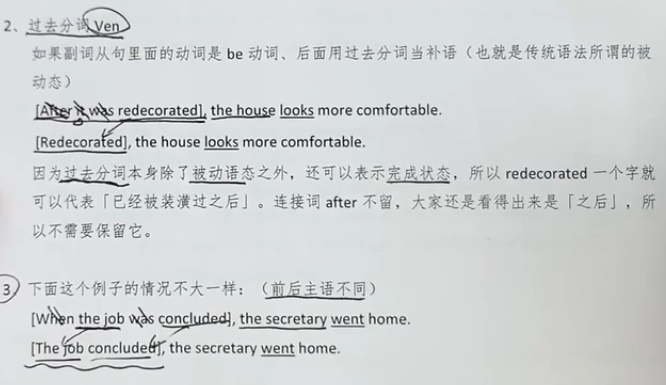 2、过去分词 Ven
如果副词从句里面的动词是 be 动词、后面用过去分词当补语（也就是传统语法所谓的被
动态）
[After it was redecorated], the house looks more comfortable.
[Redecorated], the house looks more comfortable.
因为过去分词本身除了被动语态之外，还可以表示完成状态，所以 redecorated 一个字就
可以代表「已经被装潢过之后」。连接词 after 不留，大家还是看得出来是「之后」，所
以不需要保留它。
3、下面这个例子的情况不大一样：（前后主语不同）
[When the job was concluded], the secretary went home.
[The job concluded], the secretary went home.